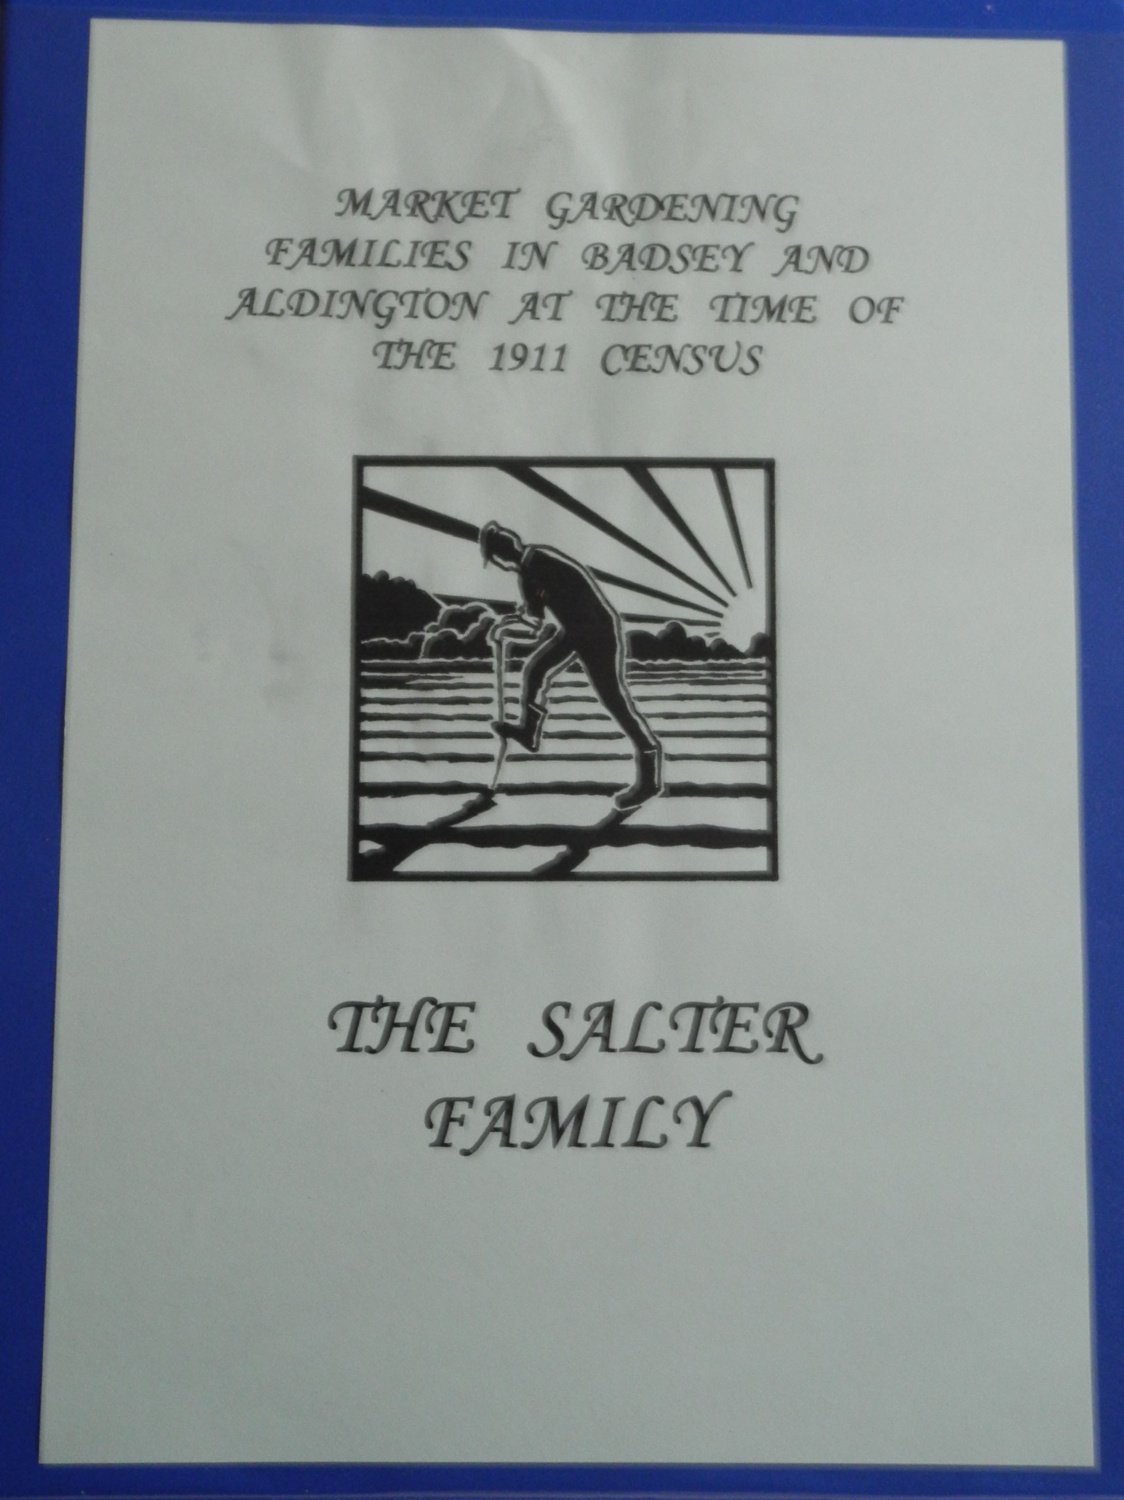 MARKET GARDENING
FAMILIES IN BADSEY AND
ALDINGTON AT THE TIME OF
THE 1911 CENSUS
THE SALTER
FAMILY